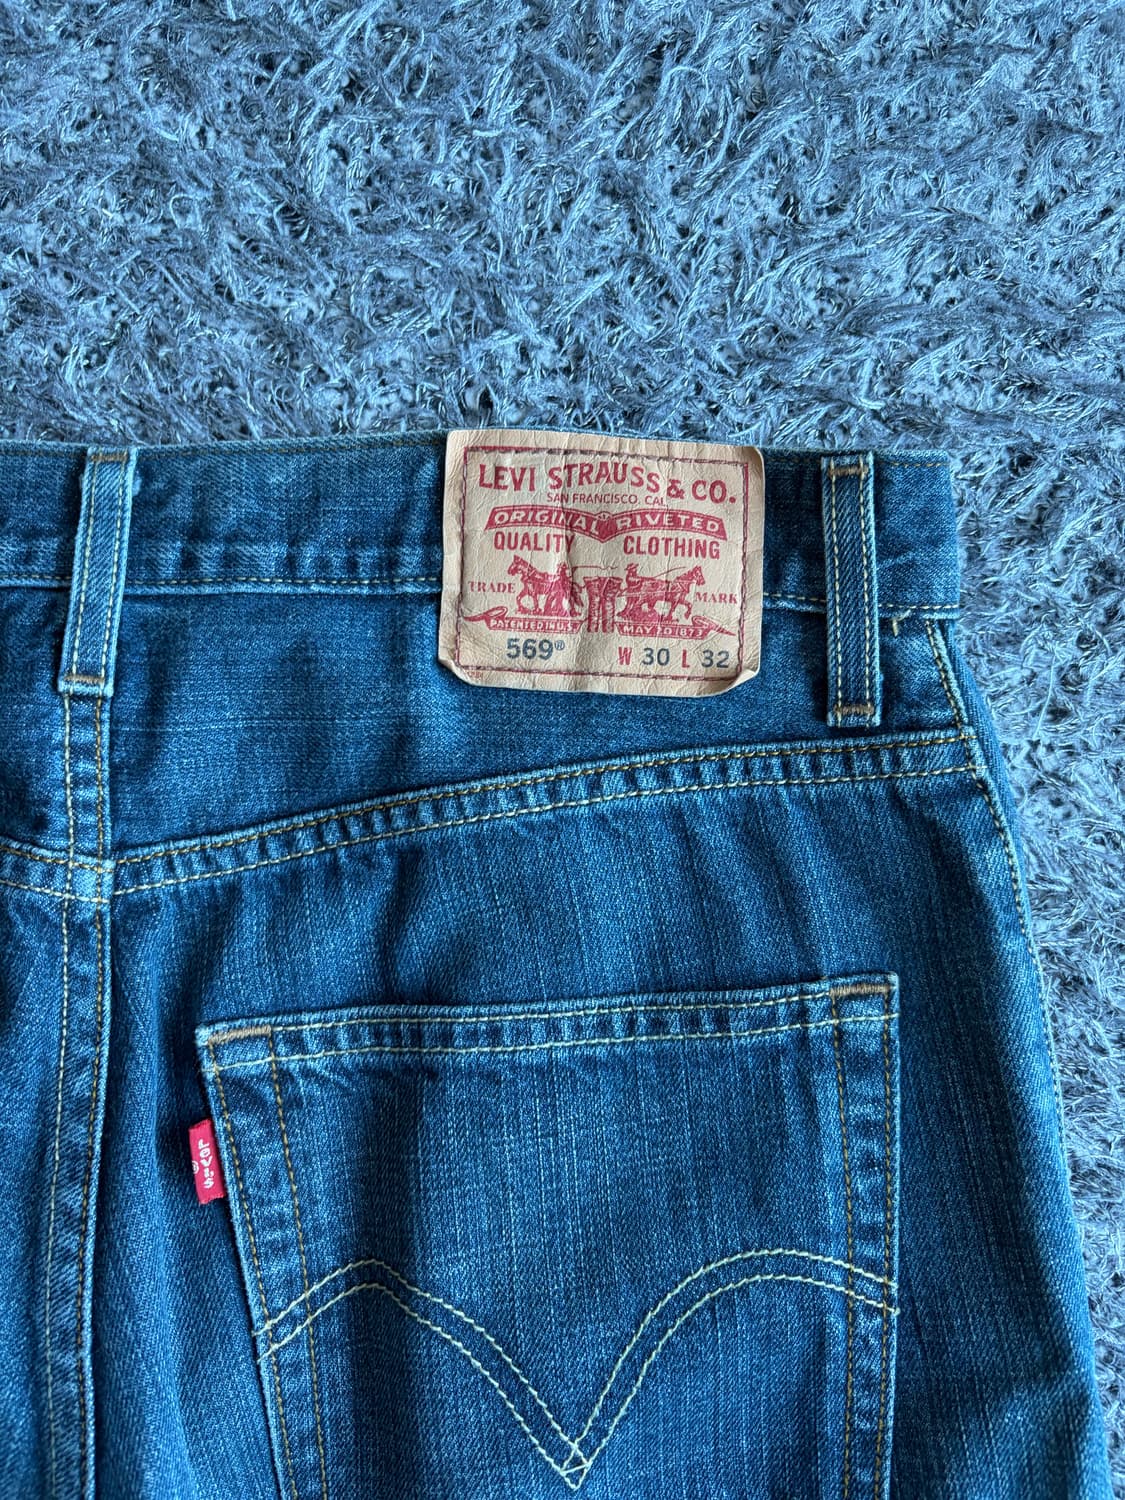 LEVI STRAUSS & CO.
SAN FRANCISCO. CAL
ORIGINAL RIVETED
QUALITY CLOTHING
TRADE MARK
PATENTED IN U.S. MAY 20 1873
569® W 30 L 32
LEVI'S